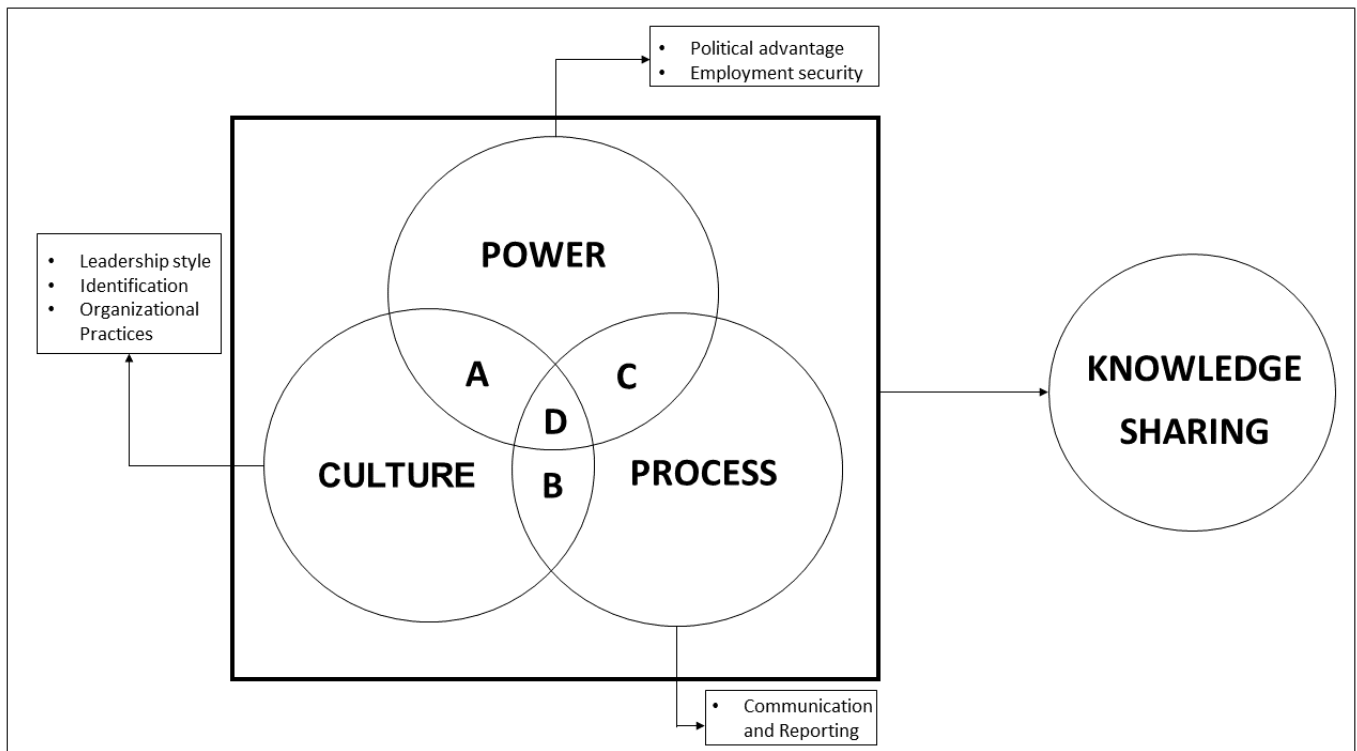 • Political advantage
• Employment security
POWER
• Leadership style
• Identification
• Organizational
Practices
A
C
D
B
CULTURE
PROCESS
KNOWLEDGE
SHARING
• Communication
and Reporting